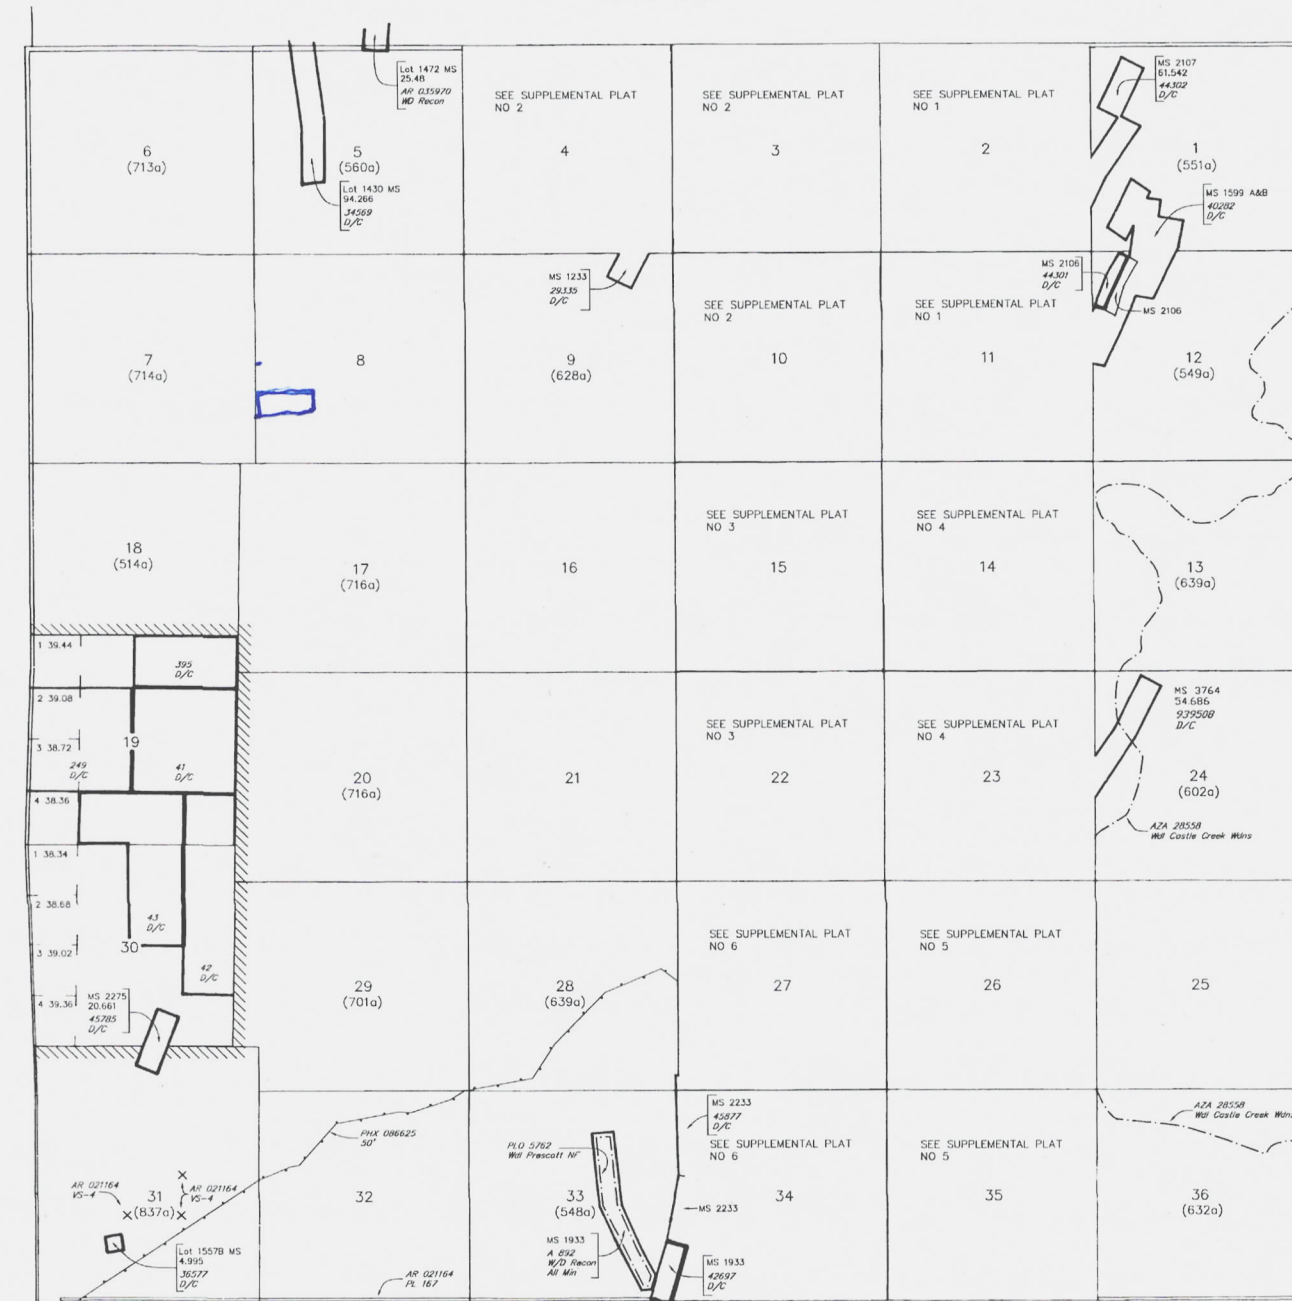 Lot 1472 MS
25.48
AR 035970
WD Recon
SEE SUPPLEMENTAL PLAT
NO 2
SEE SUPPLEMENTAL PLAT
NO 2
SEE SUPPLEMENTAL PLAT
NO 1
MS 2107
61.542
44302
D/C
6
(713a)
5
(560a)
4
3
2
1
(551a)
Lot 1430 MS
94.266
34569
D/C
MS 1599 A&B
40282
D/C
MS 1233
29335
D/C
MS 2106
44301
D/C
MS 2106
SEE SUPPLEMENTAL PLAT
NO 2
SEE SUPPLEMENTAL PLAT
NO 1
7
(714a)
8
9
(628a)
10
11
12
(549a)
SEE SUPPLEMENTAL PLAT
NO 3
SEE SUPPLEMENTAL PLAT
NO 4
18
(514a)
17
(716a)
16
15
14
13
(639a)
1 39.44
395
D/C
2 39.08
3 38.72
19
249
D/C
41
D/C
4 38.36
SEE SUPPLEMENTAL PLAT
NO 3
SEE SUPPLEMENTAL PLAT
NO 4
MS 3764
54.686
939508
D/C
20
(716a)
21
22
23
24
(602a)
AZA 28558
Wdl Castle Creek Wdns
1 38.34
2 38.68
3 39.02
4 39.36
43
D/C
30
42
D/C
MS 2275
20.661
45785
D/C
SEE SUPPLEMENTAL PLAT
NO 6
SEE SUPPLEMENTAL PLAT
NO 5
29
(701a)
28
(639a)
27
26
25
PHX 086625
50'
PLO 5762
Wdl Prescott NF
MS 2233
45877
D/C
SEE SUPPLEMENTAL PLAT
NO 6
SEE SUPPLEMENTAL PLAT
NO 5
AZA 28558
Wdl Castle Creek Wdns
AR 021164
VS-4
AR 021164
VS-4
31
(837a)
32
33
(548a)
34
35
36
(632a)
MS 2233
Lot 1557B MS
4.995
36577
D/C
AR 021164
PL 167
MS 1933
A 892
W/D Recon
All Min
MS 1933
42697
D/C